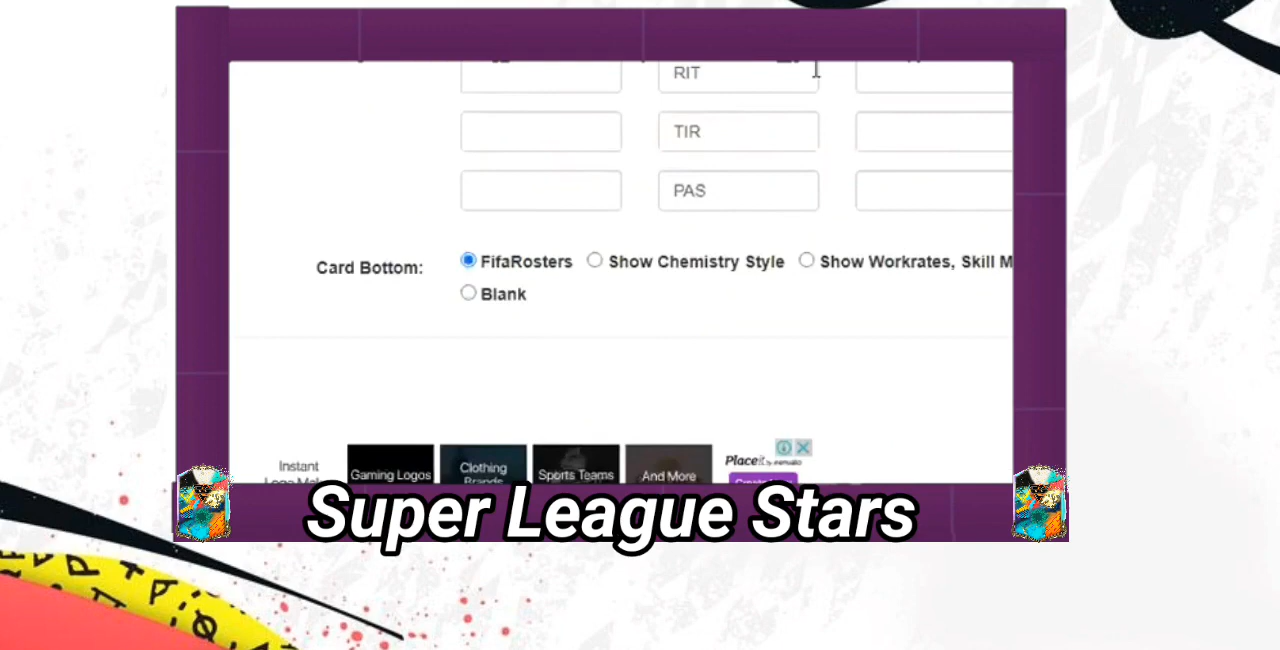 RIT
TIR
PAS
Card Bottom:
FifaRosters Show Chemistry Style Show Workrates, Skill M
Blank
Instant
Gaming Logos
Clothing
Brands
Sports Teams
And More
Placeit
Super League Stars